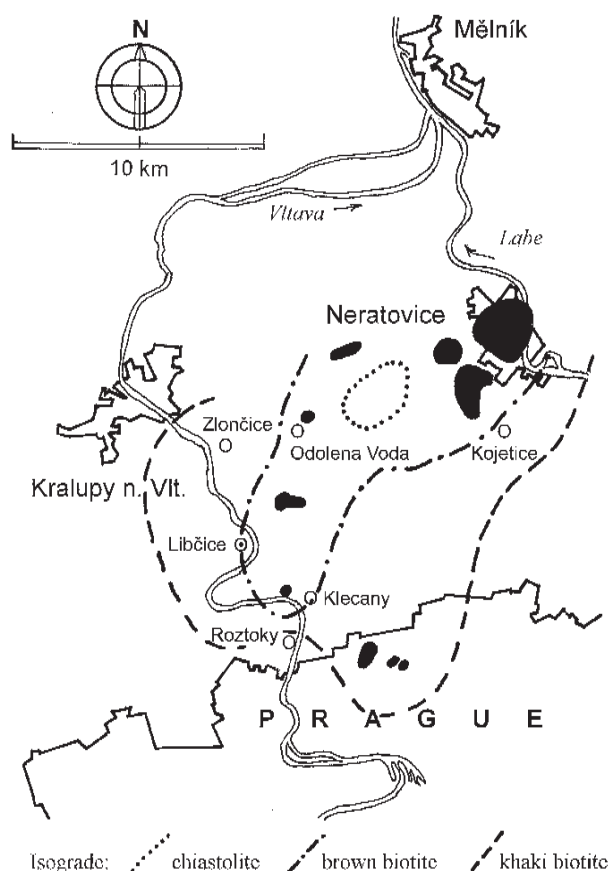 N
Mělník
10 km
Vltava
Labe
Neratovice
Zlončice
Odolena Voda
Kojetice
Kralupy n. Vlt.
Libčice
Klecany
Roztoky
P R A G U E
Isograde: chiastolite brown biotite khaki biotite